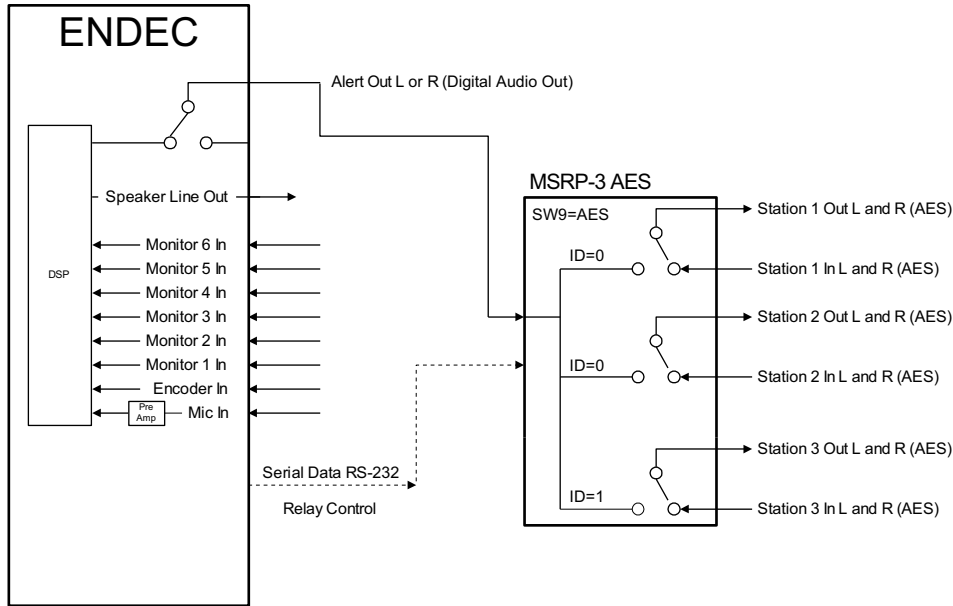 ENDEC
Alert Out L or R (Digital Audio Out)
DSP
Speaker Line Out
Monitor 6 In
Monitor 5 In
Monitor 4 In
Monitor 3 In
Monitor 2 In
Monitor 1 In
Encoder In
Pre
Amp
Mic In
Serial Data RS-232
Relay Control
MSRP-3 AES
SW9=AES
ID=0
ID=0
ID=1
Station 1 Out L and R (AES)
Station 1 In L and R (AES)
Station 2 Out L and R (AES)
Station 2 In L and R (AES)
Station 3 Out L and R (AES)
Station 3 In L and R (AES)